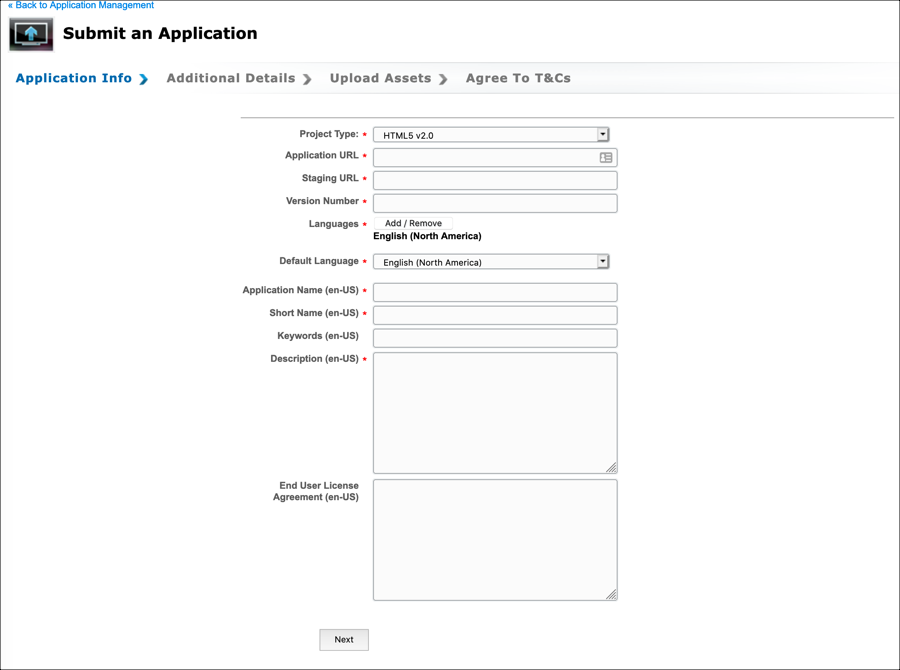 « Back to Application Management
Submit an Application
Application Info
Additional Details
Upload Assets
Agree To T&Cs
Project Type: *
HTML5 v2.0
Application URL *
Staging URL *
Version Number *
Languages *
Add / Remove
English (North America)
Default Language *
English (North America)
Application Name (en-US) *
Short Name (en-US) *
Keywords (en-US)
Description (en-US) *
End User License
Agreement (en-US)
Next